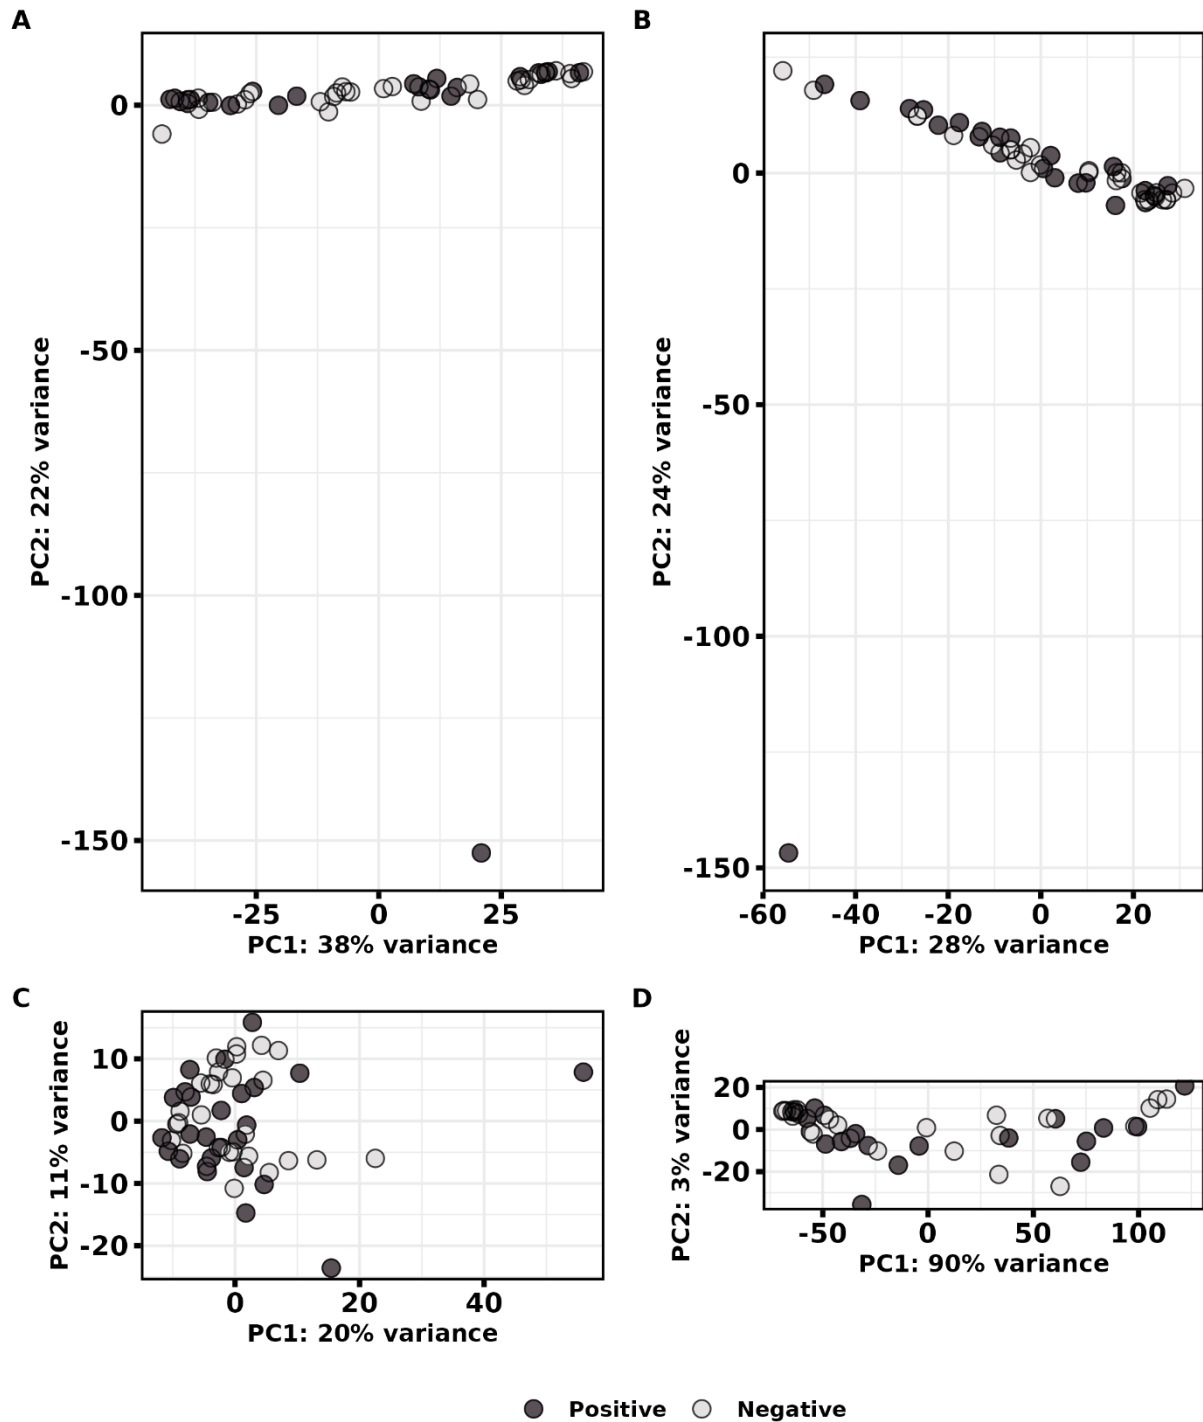 A
0
-50
-100
-150
PC2: 22% variance
-25 0 25
PC1: 38% variance
B
0
-50
-100
-150
PC2: 24% variance
-60 -40 -20 0 20
PC1: 28% variance
C
10
0
-10
-20
PC2: 11% variance
0 20 40
PC1: 20% variance
D
20
0
-20
PC2: 3% variance
-50 0 50 100
PC1: 90% variance
Positive Negative